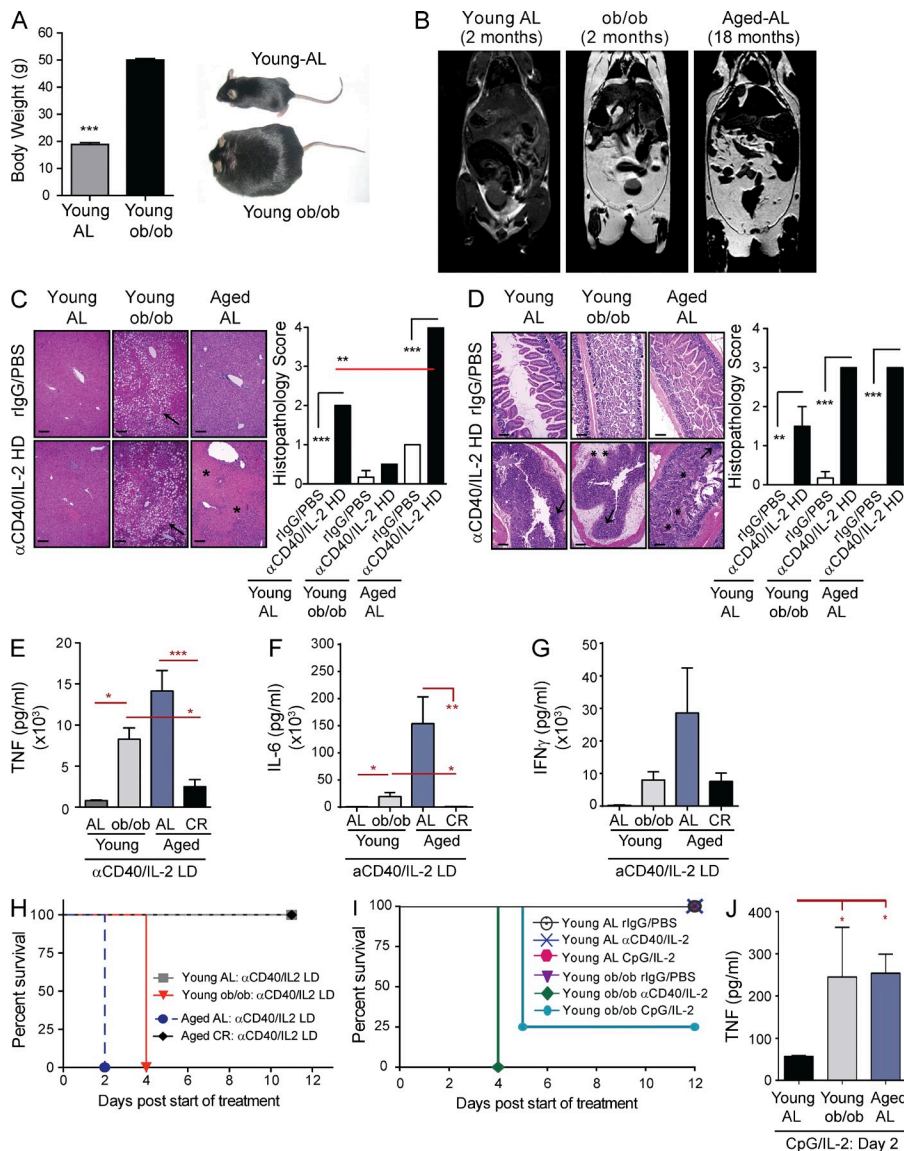 A
Body Weight (g)
60
50
40
30
20
10
0
***
Young
AL
Young
ob/ob
Young-AL
Young ob/ob
B
Young AL
(2 months)
ob/ob
(2 months)
Aged-AL
(18 months)
C
Young
AL
Young
ob/ob
Aged
AL
rIgG/PBS
αCD40/IL-2 HD
*
*
Histopathology Score
4
3
2
1
0
***
**
***
rIgG/PBS
αCD40/IL-2 HD
rIgG/PBS
αCD40/IL-2 HD
rIgG/PBS
αCD40/IL-2 HD
Young
AL
Young
ob/ob
Aged
AL
D
Young
AL
Young
ob/ob
Aged
AL
rIgG/PBS
αCD40/IL-2 HD
* *
*
* *
Histopathology Score
4
3
2
1
0
**
***
***
rIgG/PBS
αCD40/IL-2 HD
rIgG/PBS
αCD40/IL-2 HD
rIgG/PBS
αCD40/IL-2 HD
Young
AL
Young
ob/ob
Aged
AL
E
TNF (pg/ml)
(x10³)
20
15
10
5
0
*
***
*
AL ob/ob AL CR
Young Aged
αCD40/IL-2 LD
F
IL-6 (pg/ml)
(x10³)
300
250
200
150
100
50
0
*
**
*
AL ob/ob AL CR
Young Aged
aCD40/IL-2 LD
G
IFNγ (pg/ml)
(x10³)
50
40
30
20
10
0
AL ob/ob AL CR
Young Aged
aCD40/IL-2 LD
H
Percent survival
100
75
50
25
0
0 2 4 6 8 10 12
Days post start of treatment
Young AL: αCD40/IL2 LD
Young ob/ob: αCD40/IL2 LD
Aged AL: αCD40/IL2 LD
Aged CR: αCD40/IL2 LD
I
Percent survival
100
75
50
25
0
0 2 4 6 8 10 12
Days post start of treatment
Young AL rIgG/PBS
Young AL αCD40/IL-2
Young AL CpG/IL-2
Young ob/ob rIgG/PBS
Young ob/ob αCD40/IL-2
Young ob/ob CpG/IL-2
J
TNF (pg/ml)
400
300
200
100
0
*
*
Young
AL
Young
ob/ob
Aged
AL
CpG/IL-2: Day 2